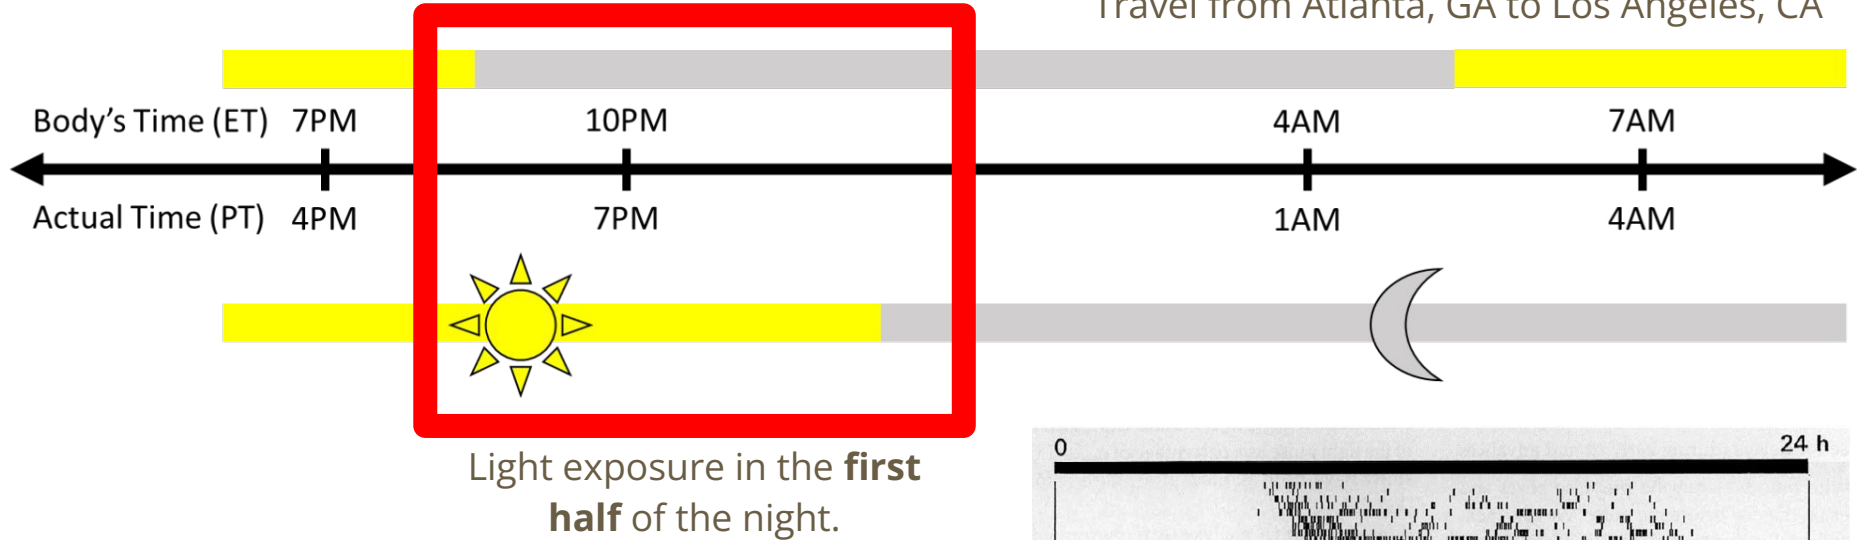 Travel from Atlanta, GA to Los Angeles, CA
Body's Time (ET) 7PM 10PM 4AM 7AM
Actual Time (PT) 4PM 7PM 1AM 4AM
Light exposure in the first
half of the night.
0 24 h